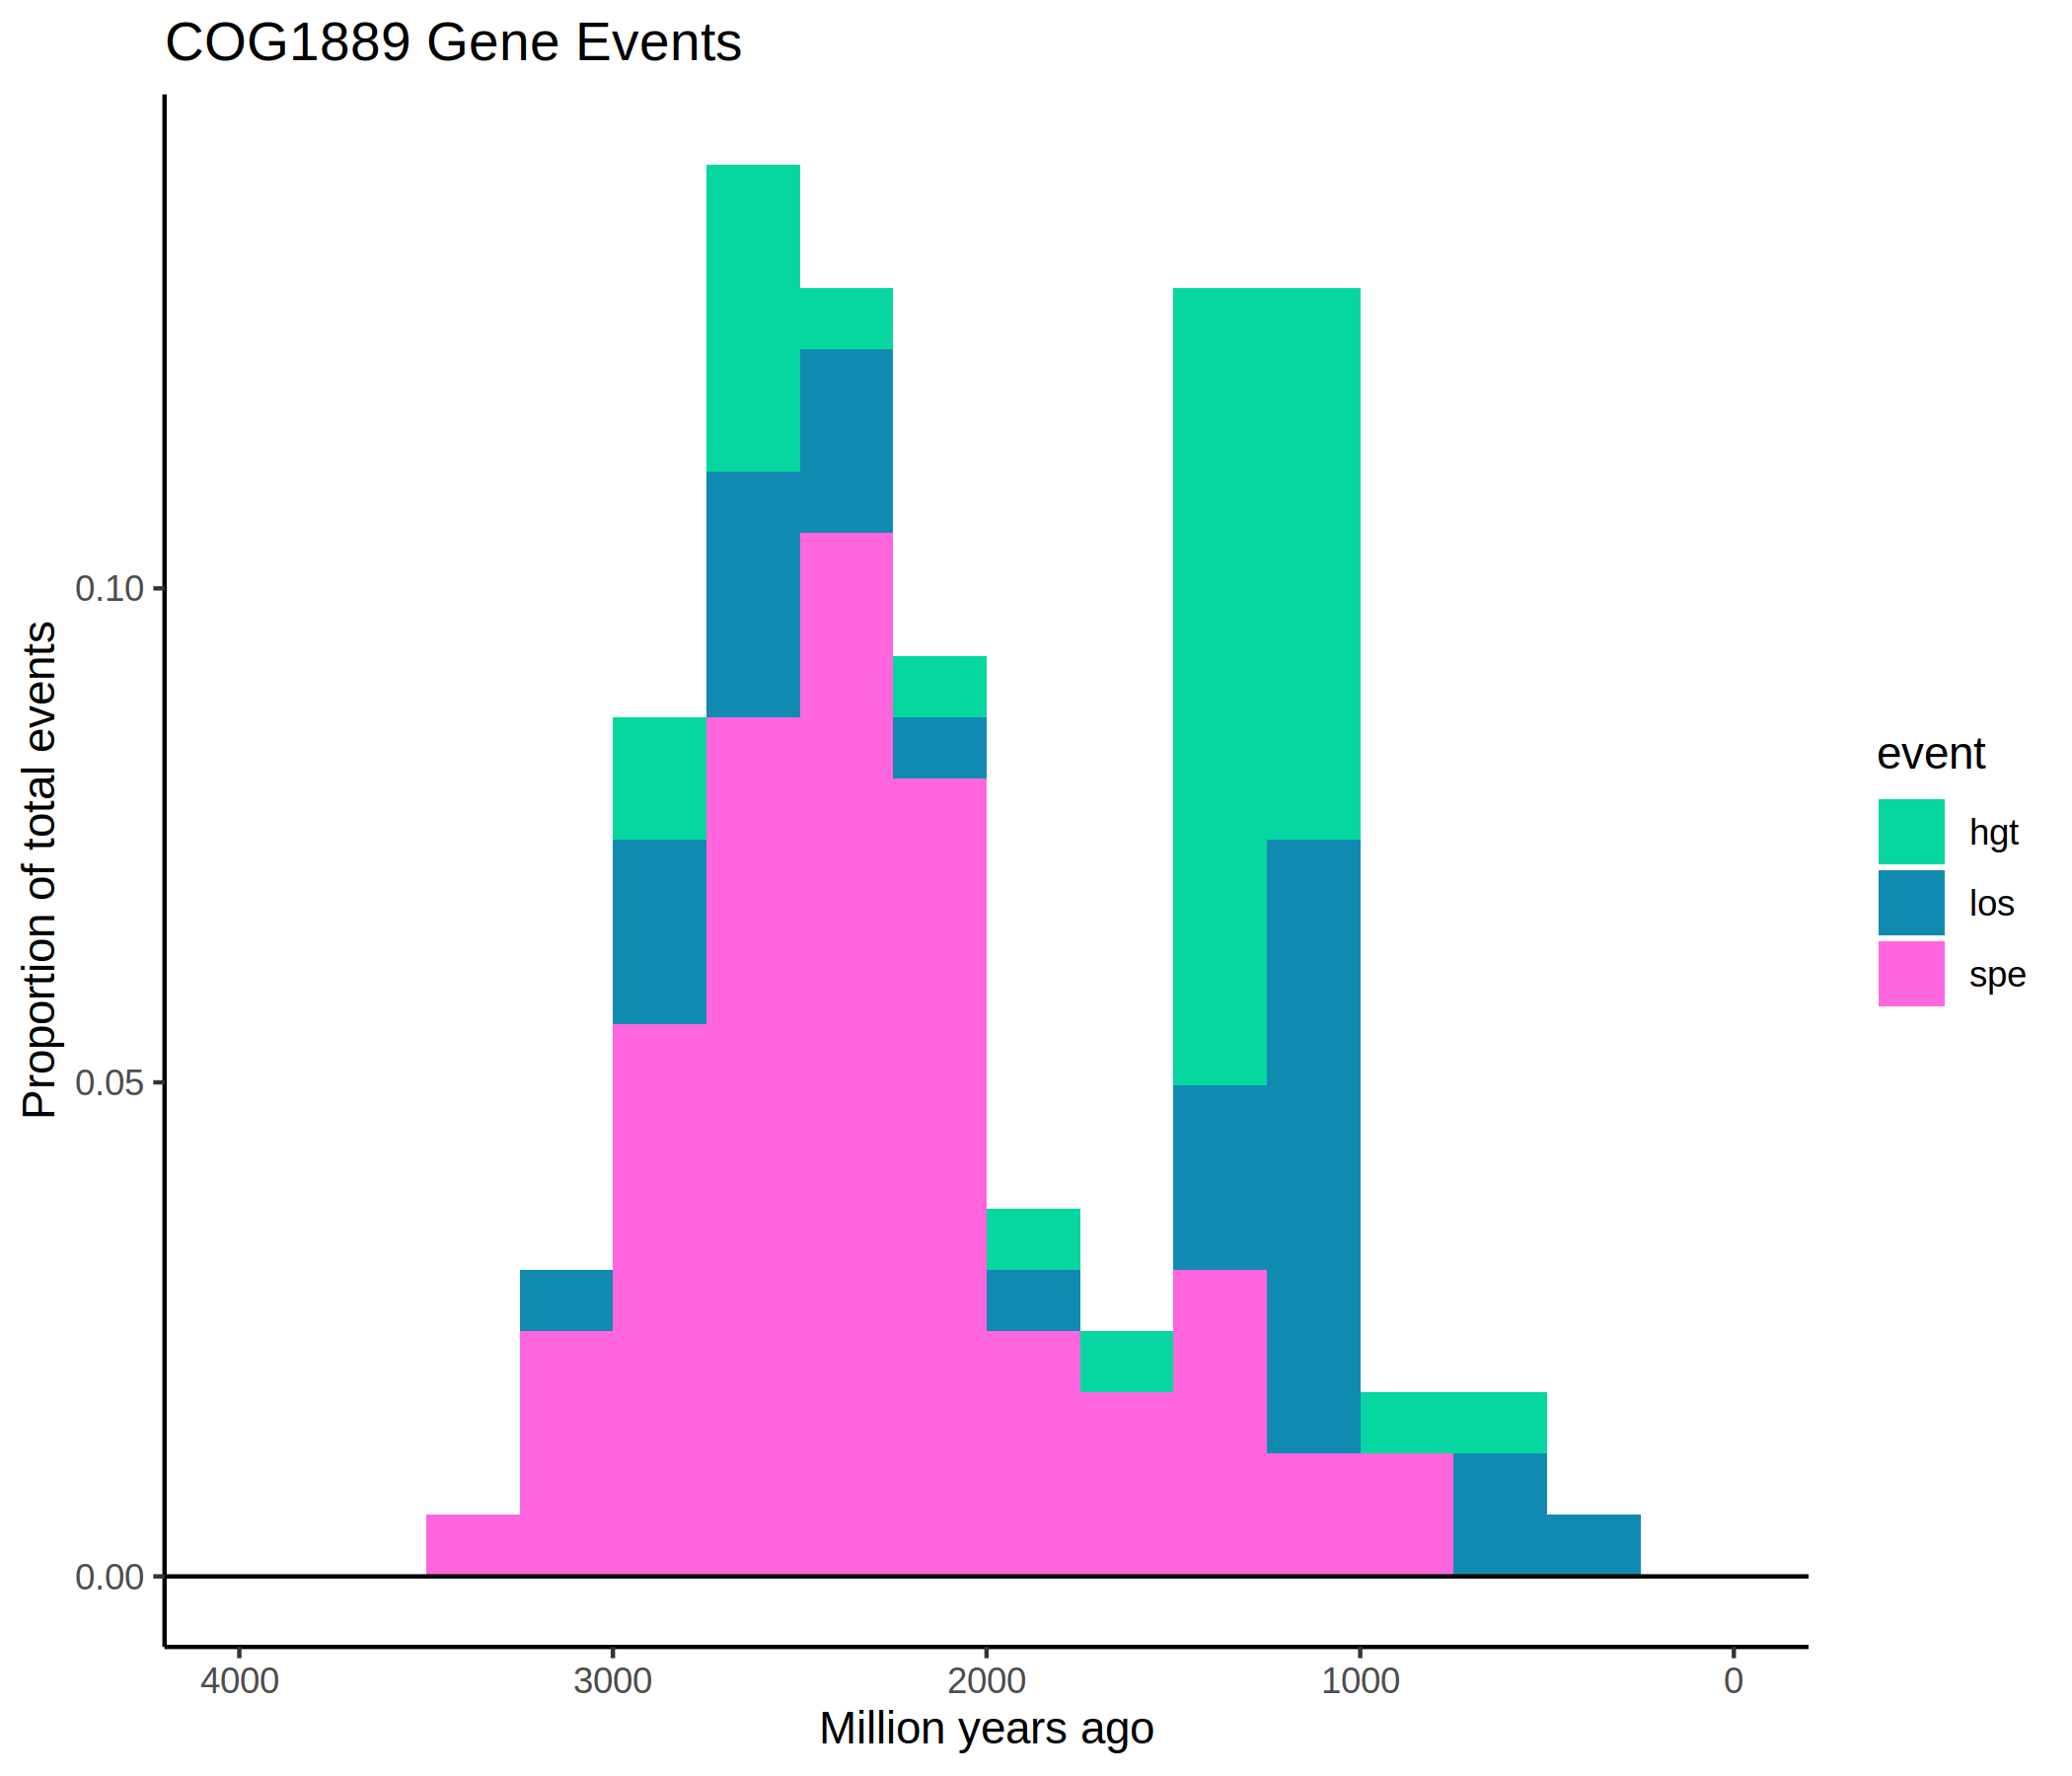 COG1889 Gene Events
Proportion of total events
0.10
0.05
0.00
4000 3000 2000 1000 0
Million years ago
event
hgt
los
spe